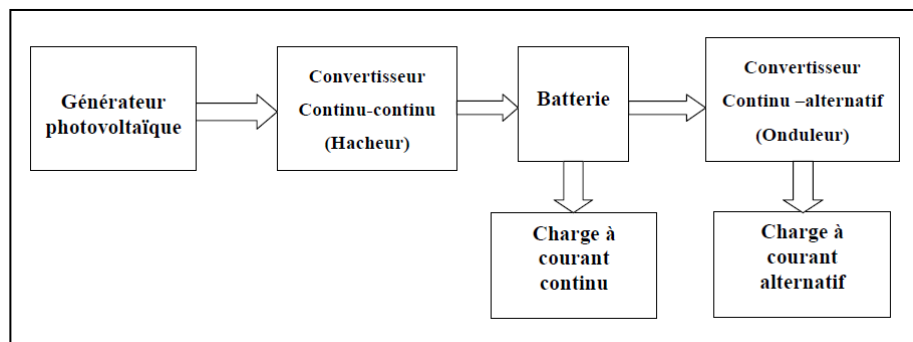 Générateur
photovoltaïque
Convertisseur
Continu-continu
(Hacheur)
Batterie
Convertisseur
Continu –alternatif
(Onduleur)
Charge à
courant
continu
Charge à
courant
alternatif